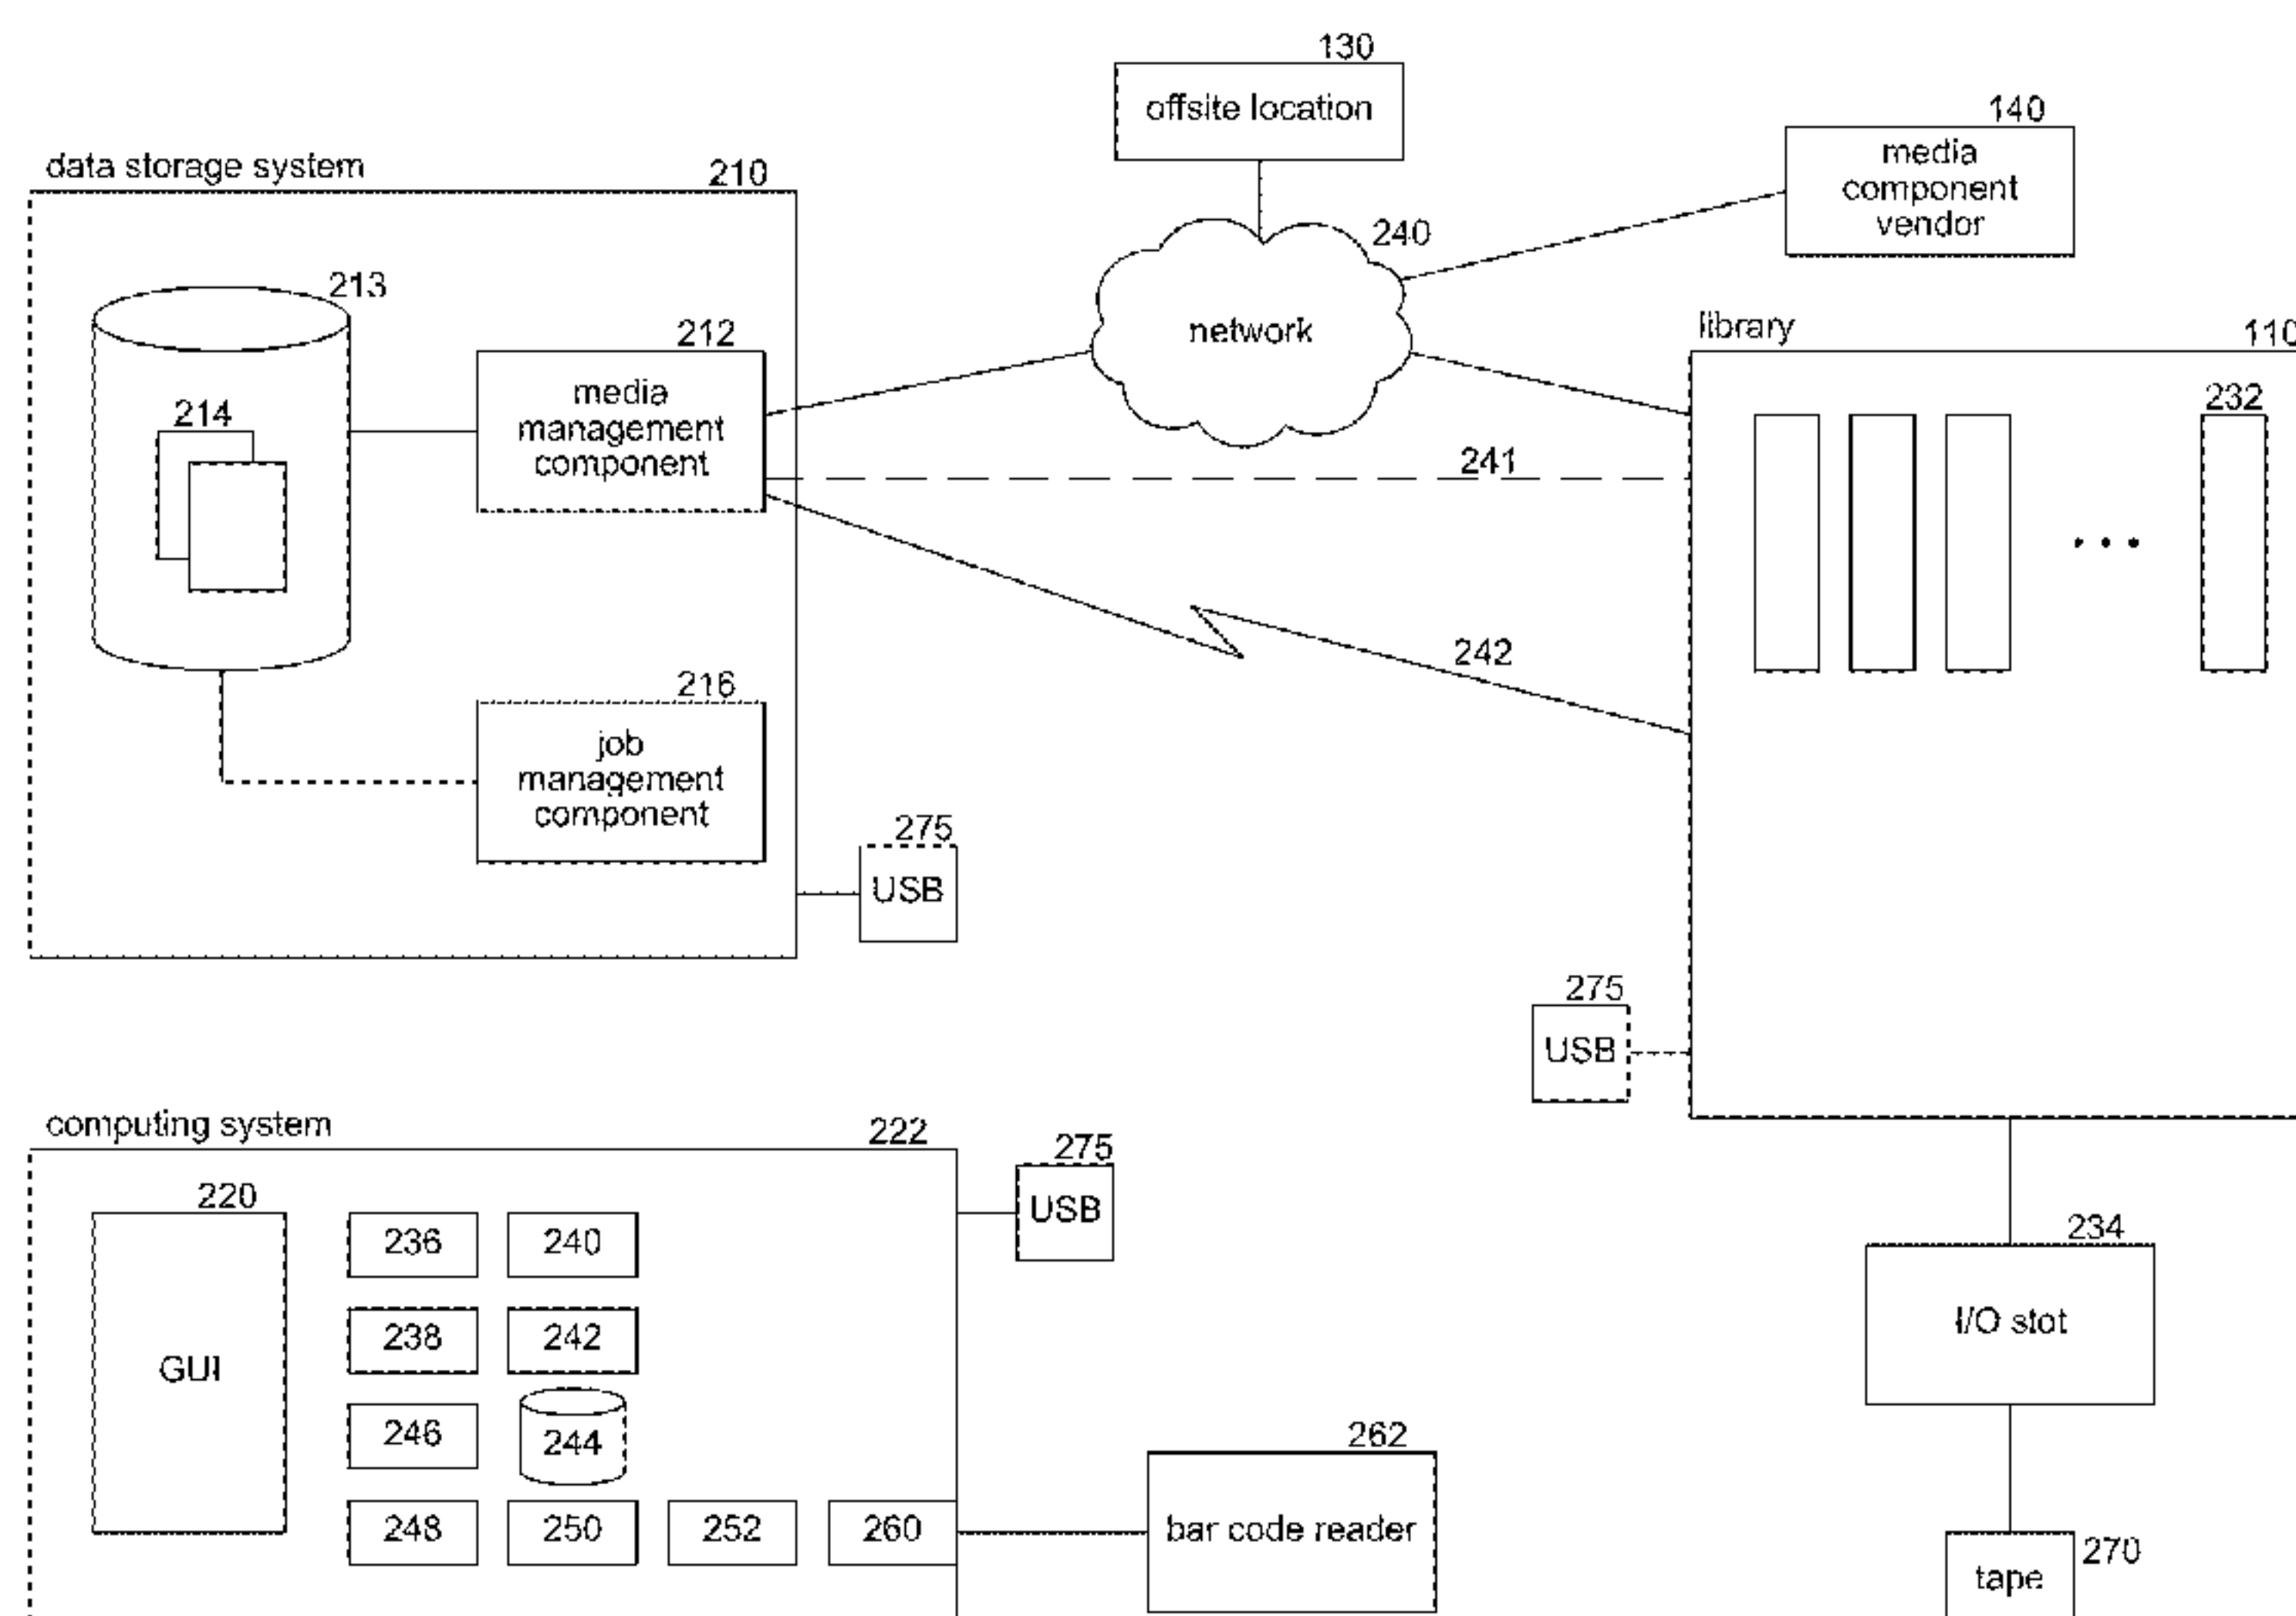 130
offsite location
140
media
component
vendor
data storage system
210
240
network
213
212
media
management
component
214
library
110
232
241
242
216
job
management
component
275
USB
275
USB
computing system
222
275
USB
220
GUI
236
240
238
242
246
244
248
250
252
260
262
bar code reader
234
I/O stot
270
tape